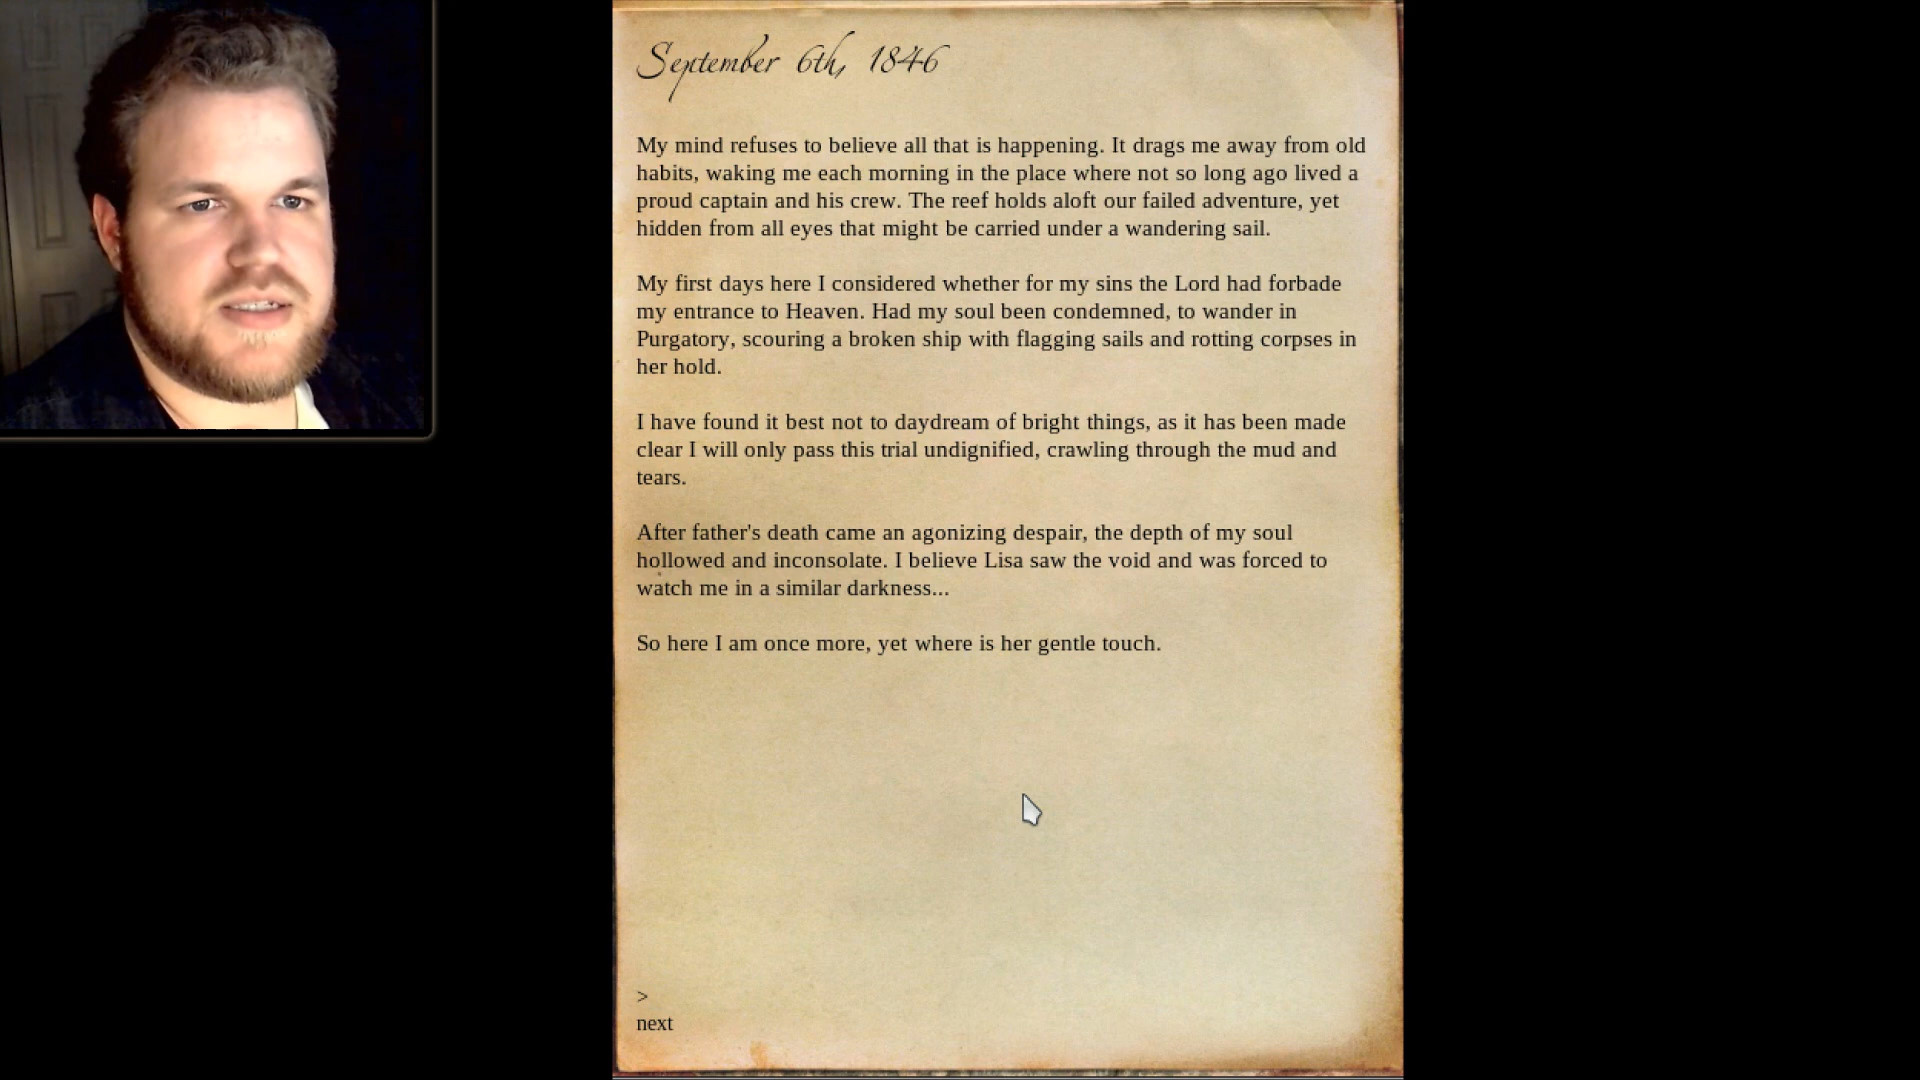 September 6th, 1846
My mind refuses to believe all that is happening. It drags me away from old
habits, waking me each morning in the place where not so long ago lived a
proud captain and his crew. The reef holds aloft our failed adventure, yet
hidden from all eyes that might be carried under a wandering sail.
My first days here I considered whether for my sins the Lord had forbade
my entrance to Heaven. Had my soul been condemned, to wander in
Purgatory, scouring a broken ship with flagging sails and rotting corpses in
her hold.
I have found it best not to daydream of bright things, as it has been made
clear I will only pass this trial undignified, crawling through the mud and
tears.
After father's death came an agonizing despair, the depth of my soul
hollowed and inconsolate. I believe Lisa saw the void and was forced to
watch me in a similar darkness...
So here I am once more, yet where is her gentle touch.
>
next